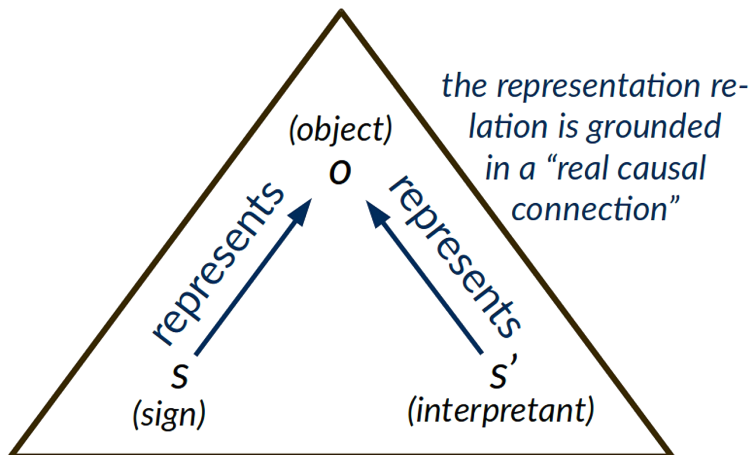 the representation re-
lation is grounded
in a “real causal
connection”
(object)
o
represents
represents
s
s’
(sign)
(interpretant)